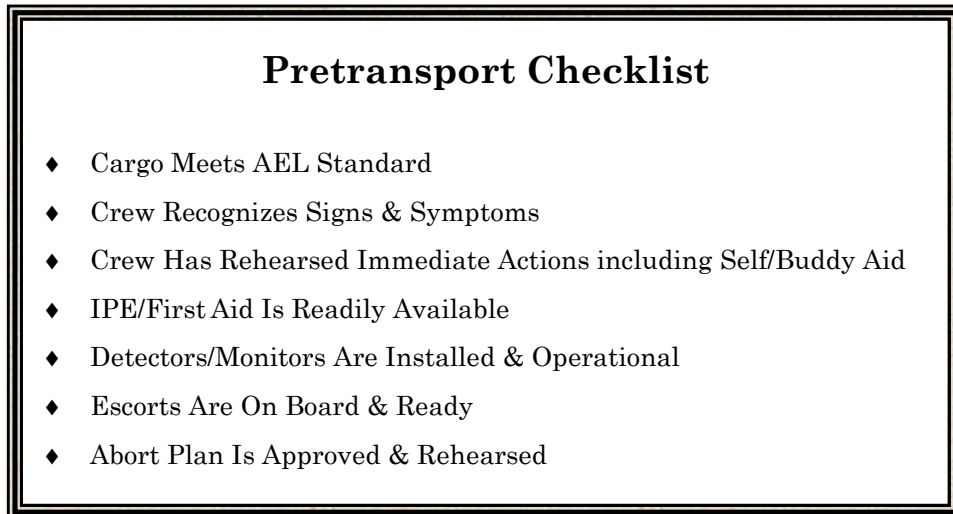 Pretransport Checklist
♦ Cargo Meets AEL Standard
♦ Crew Recognizes Signs & Symptoms
♦ Crew Has Rehearsed Immediate Actions including Self/Buddy Aid
♦ IPE/First Aid Is Readily Available
♦ Detectors/Monitors Are Installed & Operational
♦ Escorts Are On Board & Ready
♦ Abort Plan Is Approved & Rehearsed